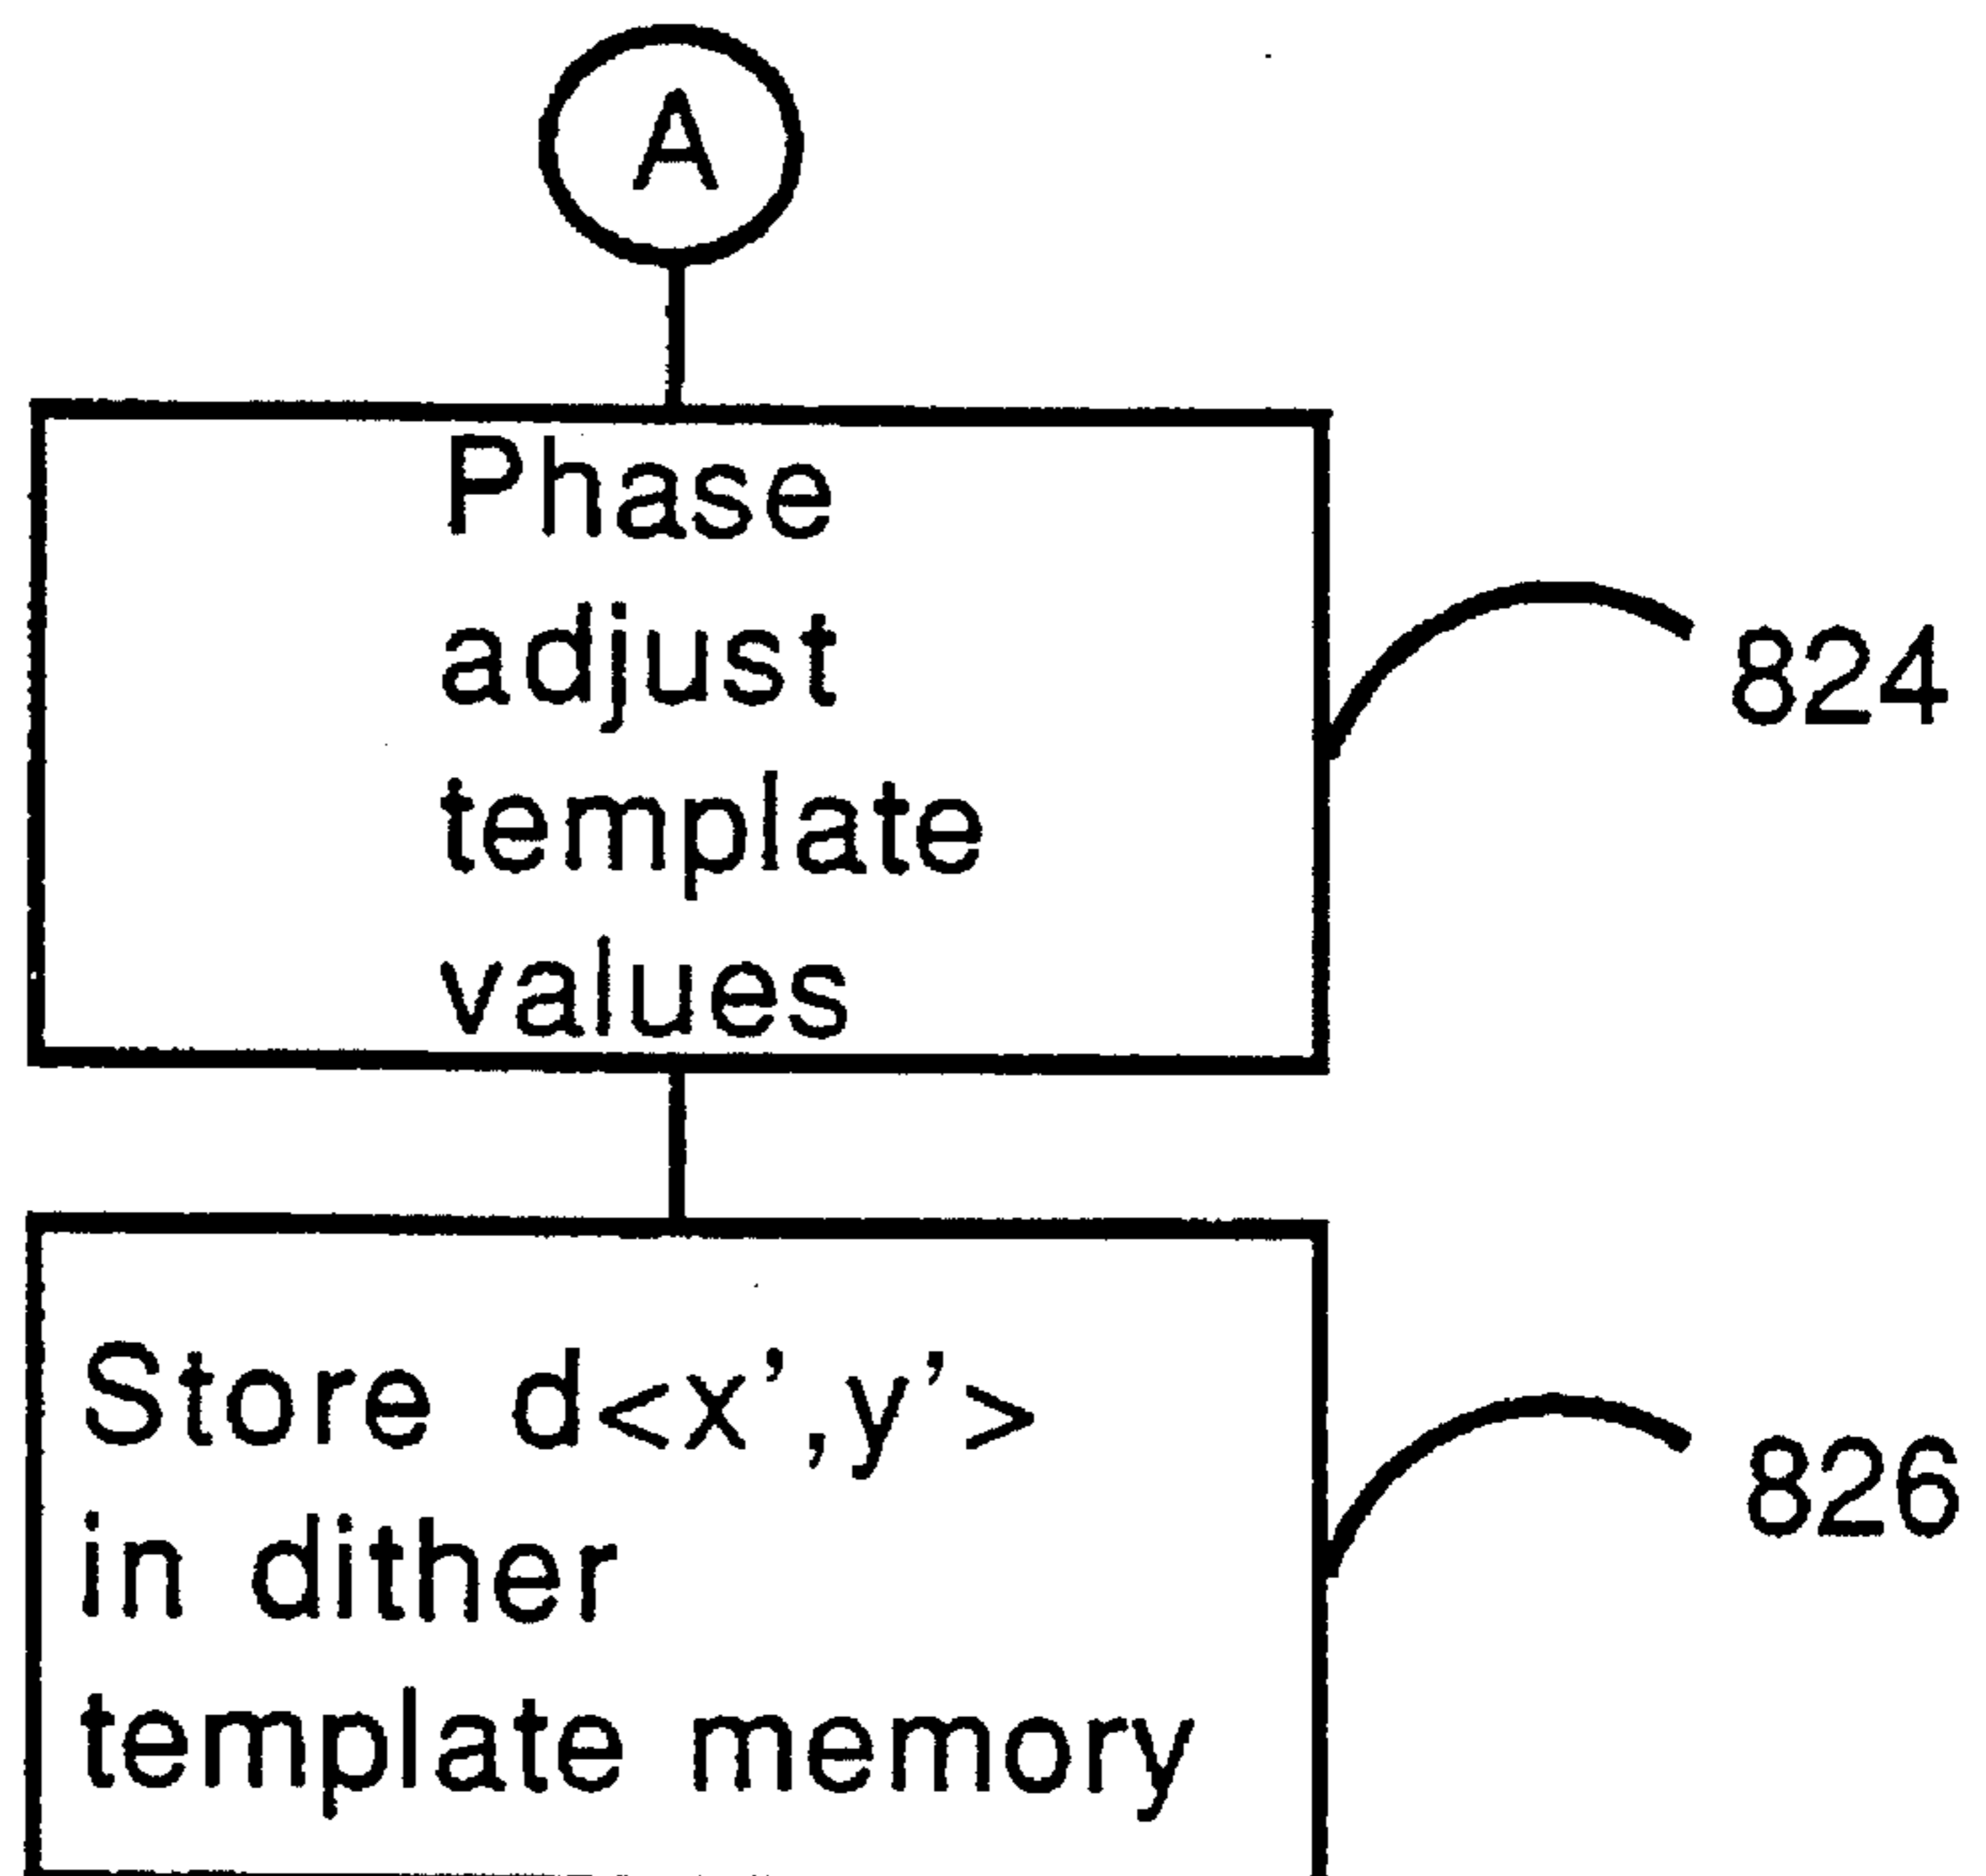 A
Phase
adjust
template
values
824
Store d<x',y'>
in dither
template memory
826